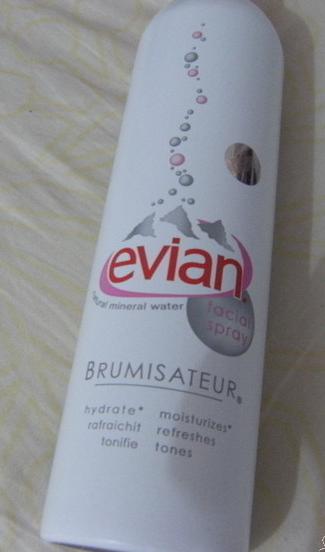 evian®
natural mineral water
facial
spray
BRUMISATEUR®
hydrate* moisturizes*
rafraichit refreshes
tonifie tones